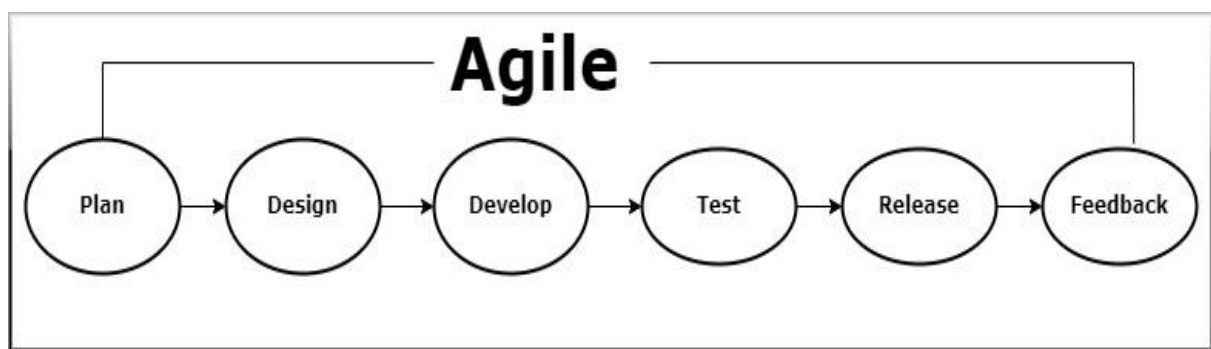 Agile
Plan
Design
Develop
Test
Release
Feedback